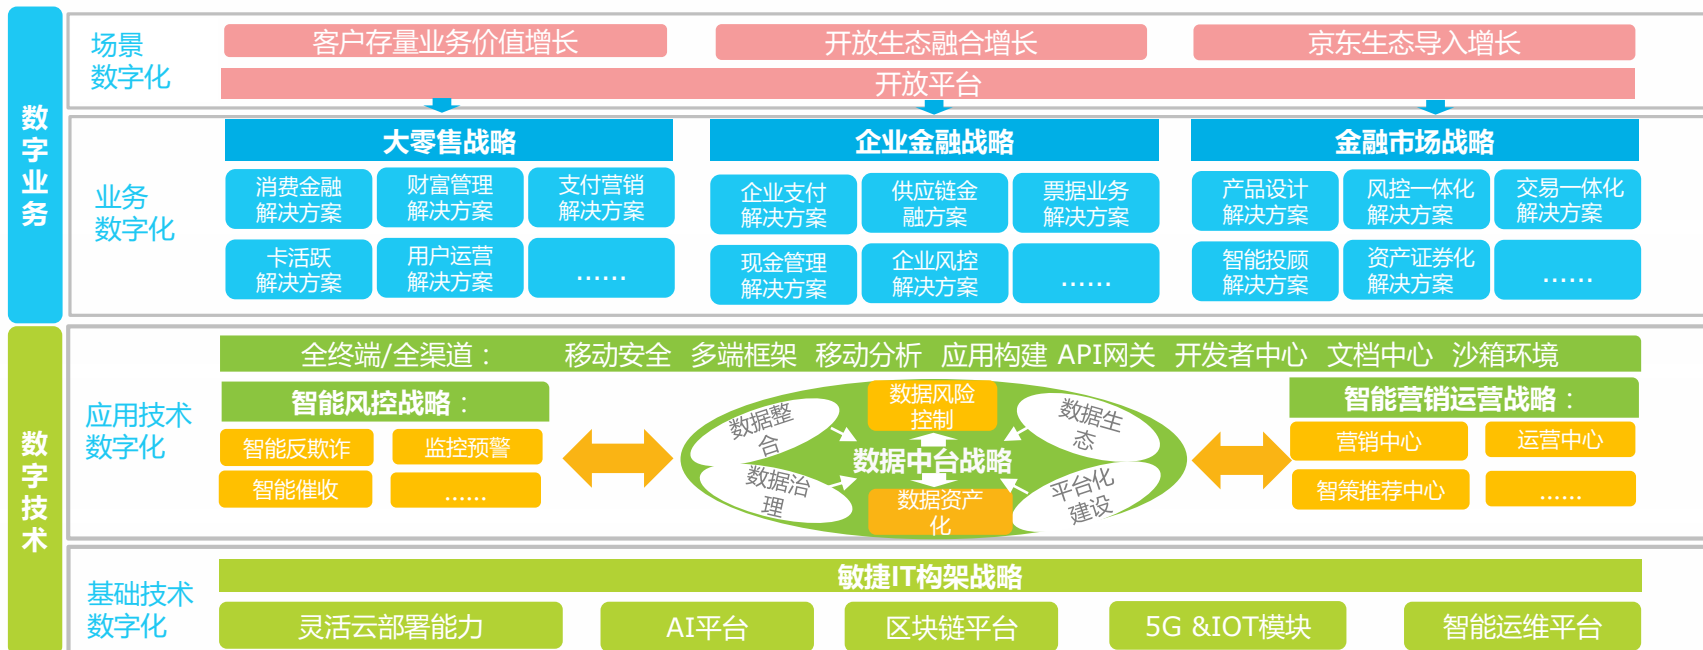 数字业务
场景
数字化
客户存量业务价值增长
开放生态融合增长
京东生态导入增长
开放平台
业务
数字化
大零售战略
消费金融
解决方案
财富管理
解决方案
支付营销
解决方案
卡活跃
解决方案
用户运营
解决方案
......
企业金融战略
企业支付
解决方案
供应链金
融方案
票据业务
解决方案
现金管理
解决方案
企业风控
解决方案
......
金融市场战略
产品设计
解决方案
风控一体化
解决方案
交易一体化
解决方案
智能投顾
解决方案
资产证券化
解决方案
......
数字技术
应用技术
数字化
全终端/全渠道： 移动安全 多端框架 移动分析 应用构建 API网关 开发者中心 文档中心 沙箱环境
智能风控战略：
智能反欺诈
监控预警
智能催收
......
数据整
合
数据风险
控制
数据生
态
数据中台战略
数据治
理
数据资产
化
平台化
建设
智能营销运营战略：
营销中心
运营中心
智策推荐中心
......
基础技术
数字化
敏捷IT构架战略
灵活云部署能力
AI平台
区块链平台
5G &IOT模块
智能运维平台